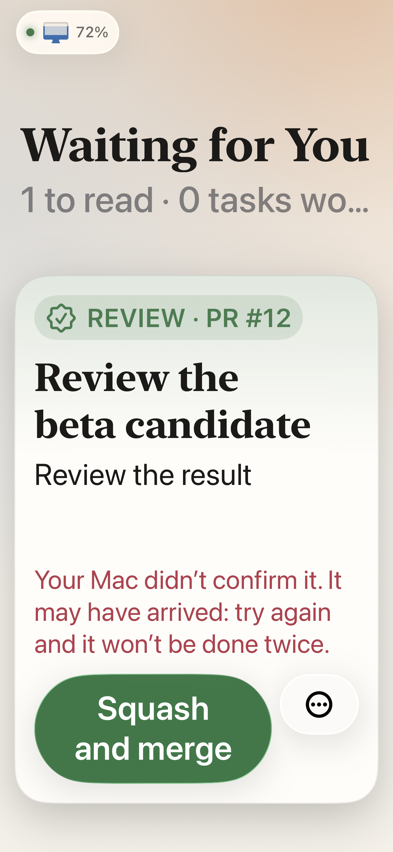 72%
Waiting for You
1 to read · 0 tasks wo...
REVIEW · PR #12
Review the
beta candidate
Review the result
Your Mac didn’t confirm it. It
may have arrived: try again
and it won’t be done twice.
Squash
and merge